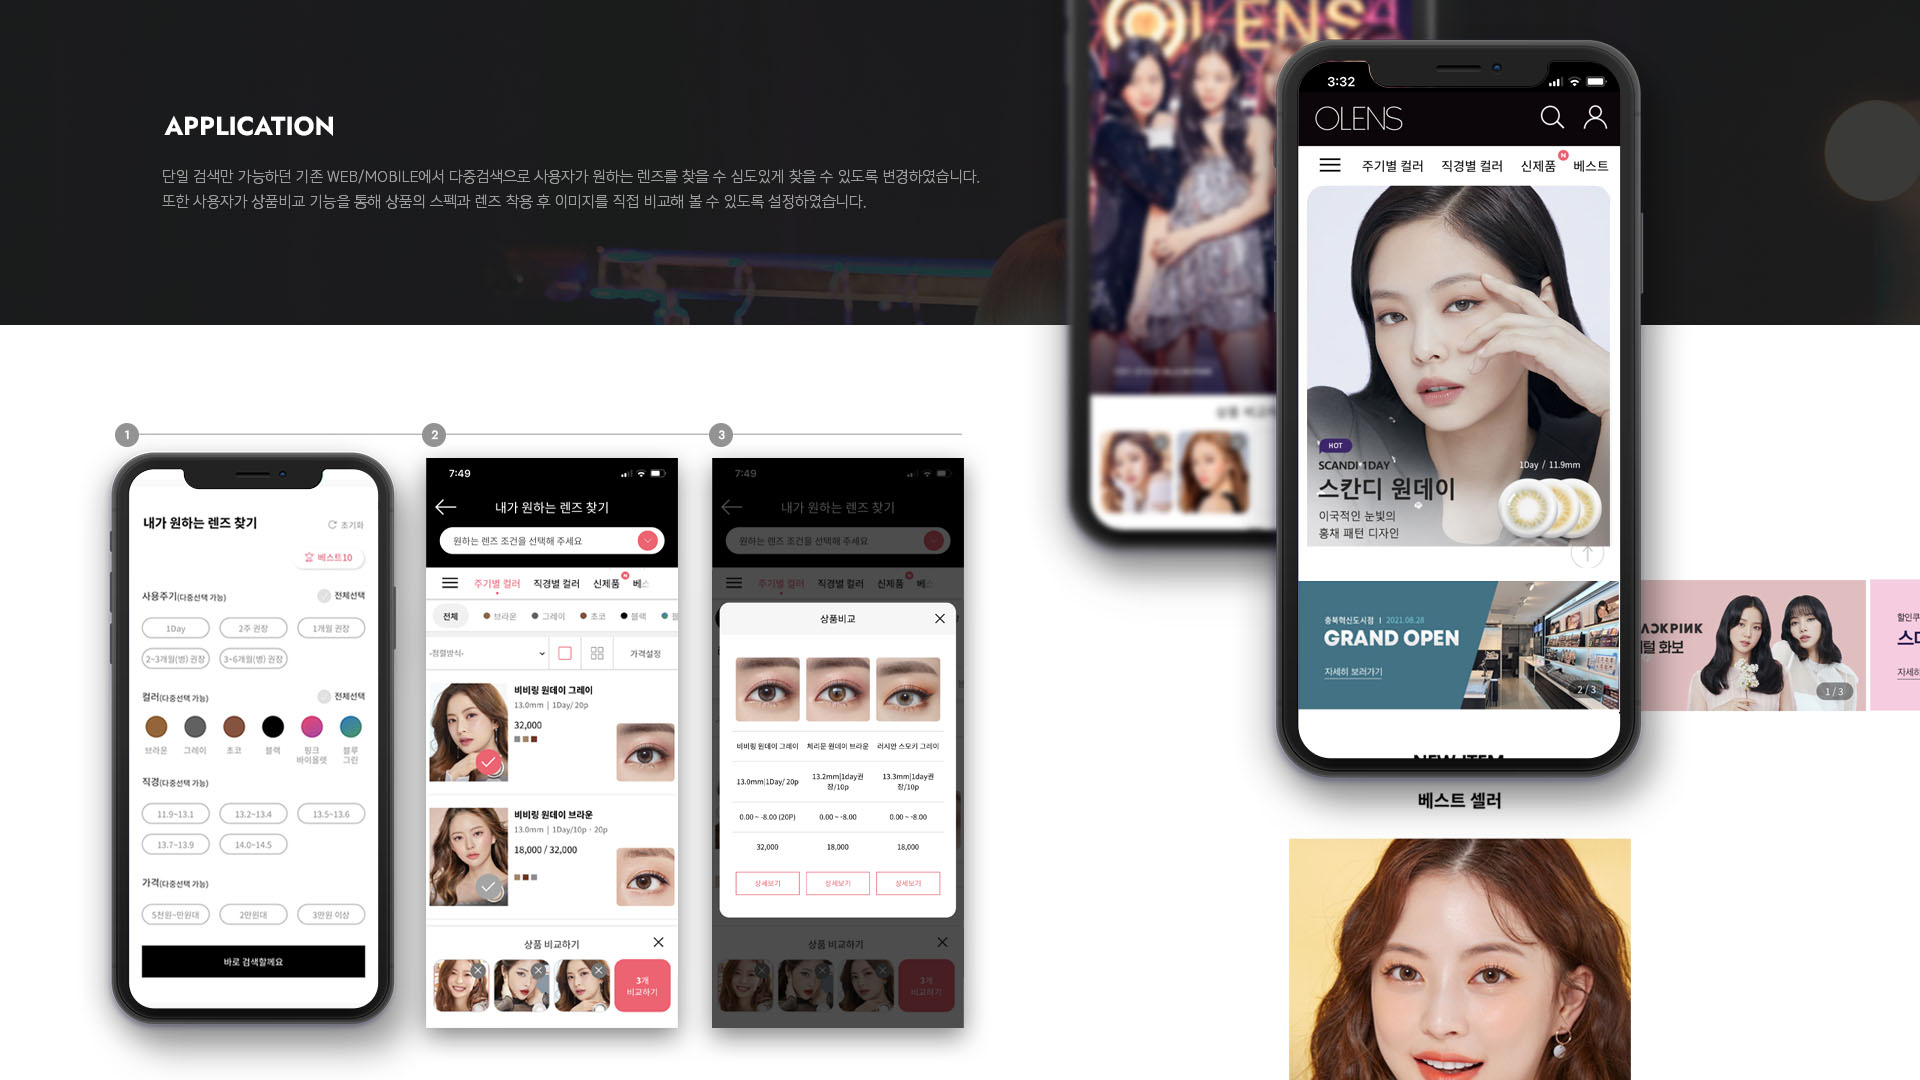 APPLICATION
단일 검색만 가능하던 기존 WEB/MOBILE에서 다중검색으로 사용자가 원하는 렌즈를 찾을 수 심도있게 찾을 수 있도록 변경하였습니다.
또한 사용자가 상품비교 기능을 통해 상품의 스펙과 렌즈 착용 후 이미지를 직접 비교해 볼 수 있도록 설정하였습니다.
1
내가 원하는 렌즈 찾기
초기화
베스트10
사용주기(다중선택 가능)
전체선택
1Day
2주 권장
1개월 권장
2~3개월(병) 권장
3~6개월(병) 권장
컬러(다중선택 가능)
전체선택
브라운
그레이
초코
블랙
핑크
바이올렛
블루
그린
직경(다중선택 가능)
11.9~13.1
13.2~13.4
13.5~13.6
13.7~13.9
14.0~14.5
가격(다중선택 가능)
5천원~만원대
2만원대
3만원 이상
바로 검색할께요
2
7:49
내가 원하는 렌즈 찾기
원하는 렌즈 조건을 선택해 주세요
주기별 컬러
직경별 컬러
신제품
N
베스
전체
브라운
그레이
초코
블랙
-정렬방식-
가격설정
비비링 원데이 그레이
13.0mm | 1Day/ 20p
32,000
비비링 원데이 브라운
13.0mm | 1Day/10p · 20p
18,000 / 32,000
상품 비교하기
3개
비교하기
3
7:49
내가 원하는 렌즈 찾기
원하는 렌즈 조건을 선택해 주세요
주기별 컬러
직경별 컬러
신제품
베스
상품비교
비비링 원데이 그레이
체리문 원데이 브라운
러시안 스모키 그레이
13.0mm|1Day/ 20p
13.2mm|1day권
장/10p
13.3mm|1day권
장/10p
0.00 ~ -8.00 (20P)
0.00 ~ -8.00
0.00 ~ -8.00
32,000
18,000
18,000
상세보기
상세보기
상세보기
상품 비교하기
3개
비교하기
OLENS
3:32
OLENS
주기별 컬러
직경별 컬러
신제품
N
베스트
HOT
SCANDI 1DAY
스칸디 원데이
이국적인 눈빛의
홍채 패턴 디자인
1Day / 11.9mm
충북혁신도시점 | 2021.08.28
GRAND OPEN
자세히 보러가기
2 / 3
ACKPINK
털 화보
1 / 3
할인쿠
자세히
NEW ITEM
베스트 셀러